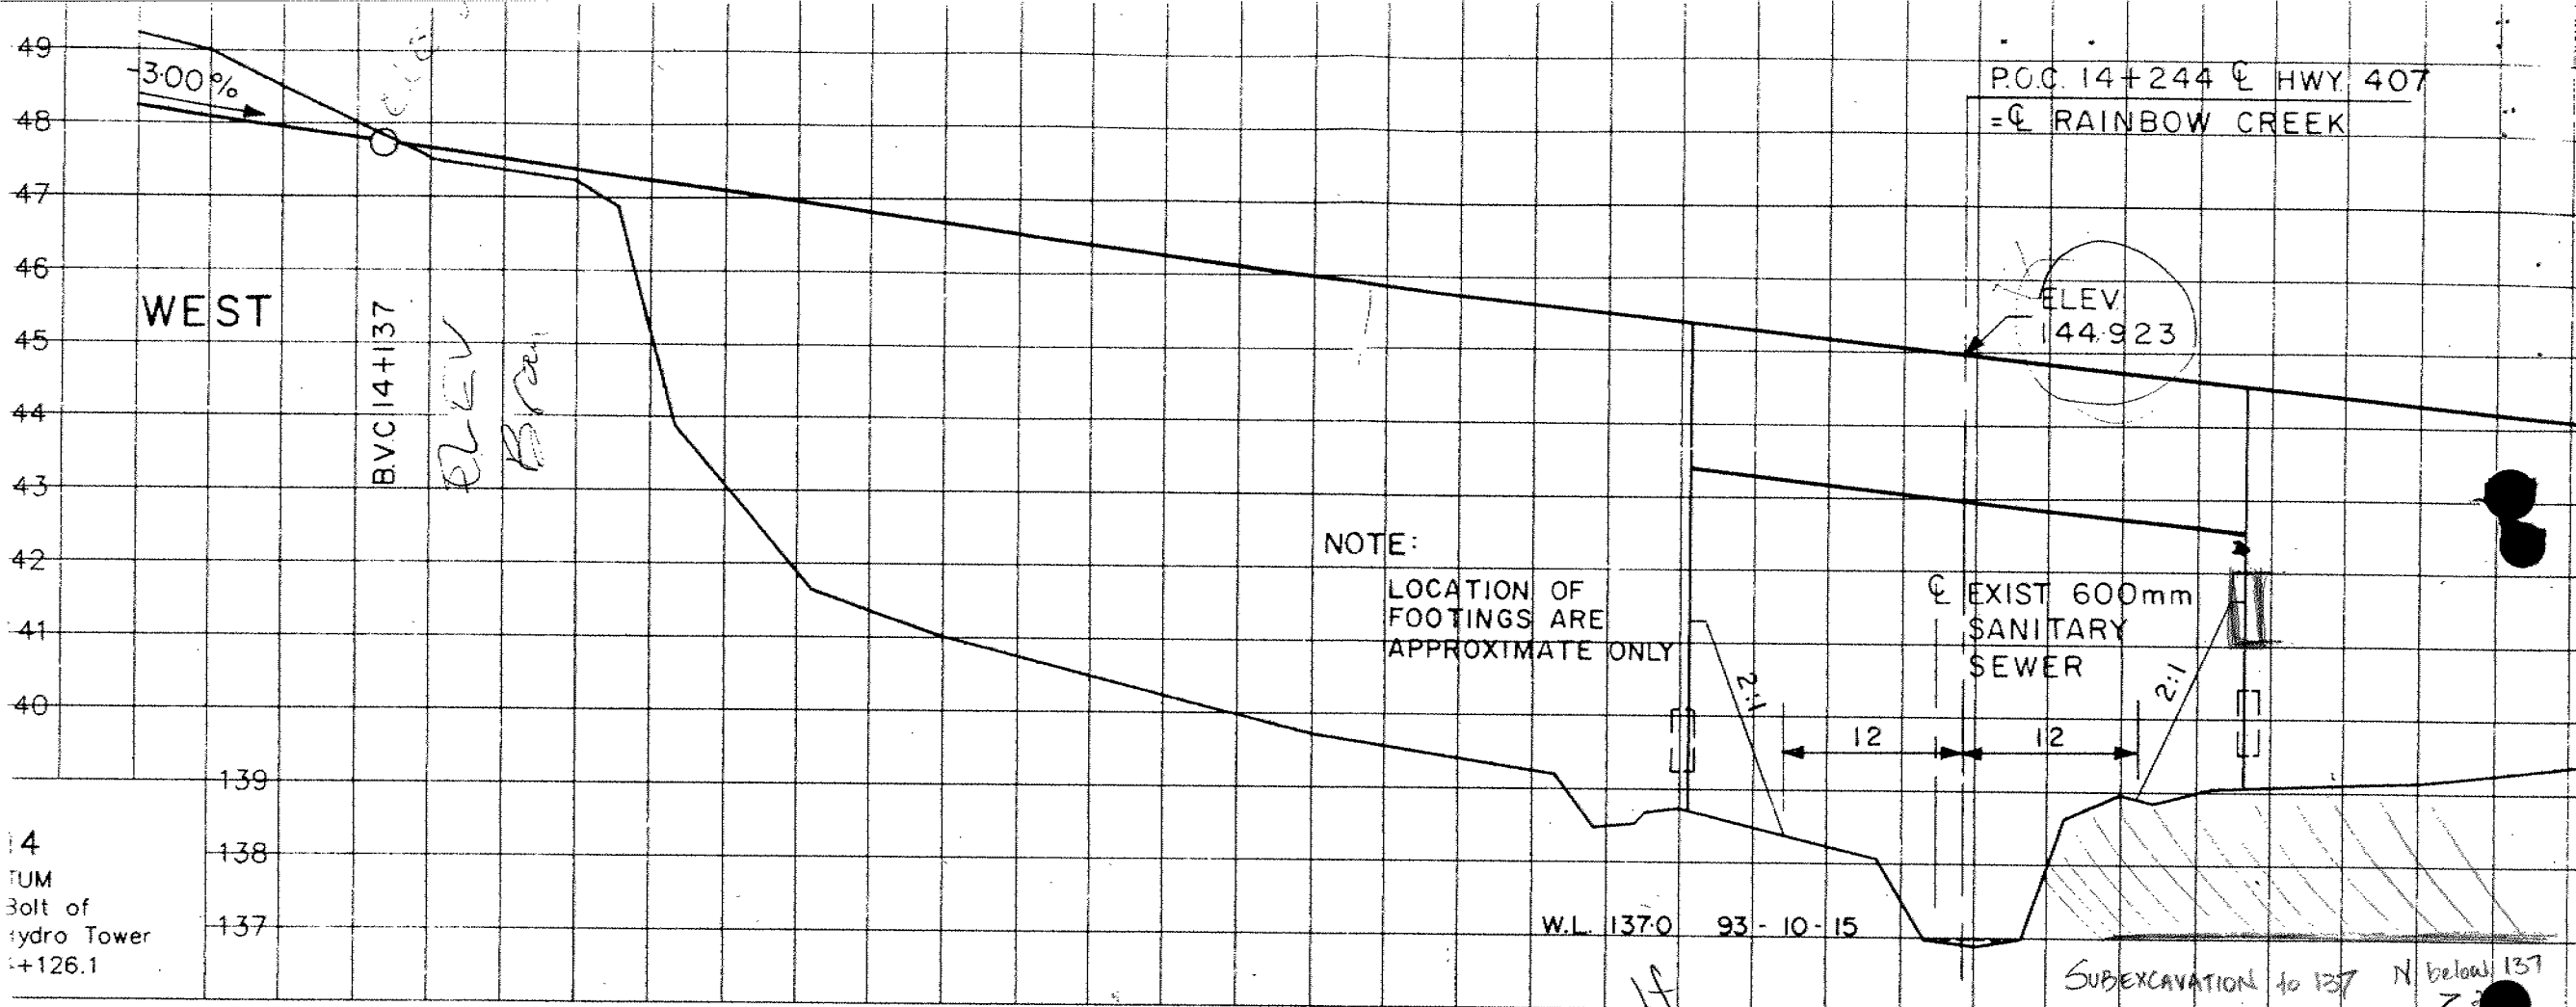 49
-3.00%
48
47
46
45
44
43
42
41
40
139
138
137
WEST
B.V.C. 14+137
ELEV
P.O.C. 14+244 ℄ HWY. 407
=℄ RAINBOW CREEK
ELEV.
144.923
NOTE:
LOCATION OF
FOOTINGS ARE
APPROXIMATE ONLY
℄ EXIST 600mm
SANITARY
SEWER
2:1
12
12
2:1
W.L. 137.0 93-10-15
14
TUM
Bolt of
ydro Tower
+126.1
SUBEXCAVATION to 137
N below 137